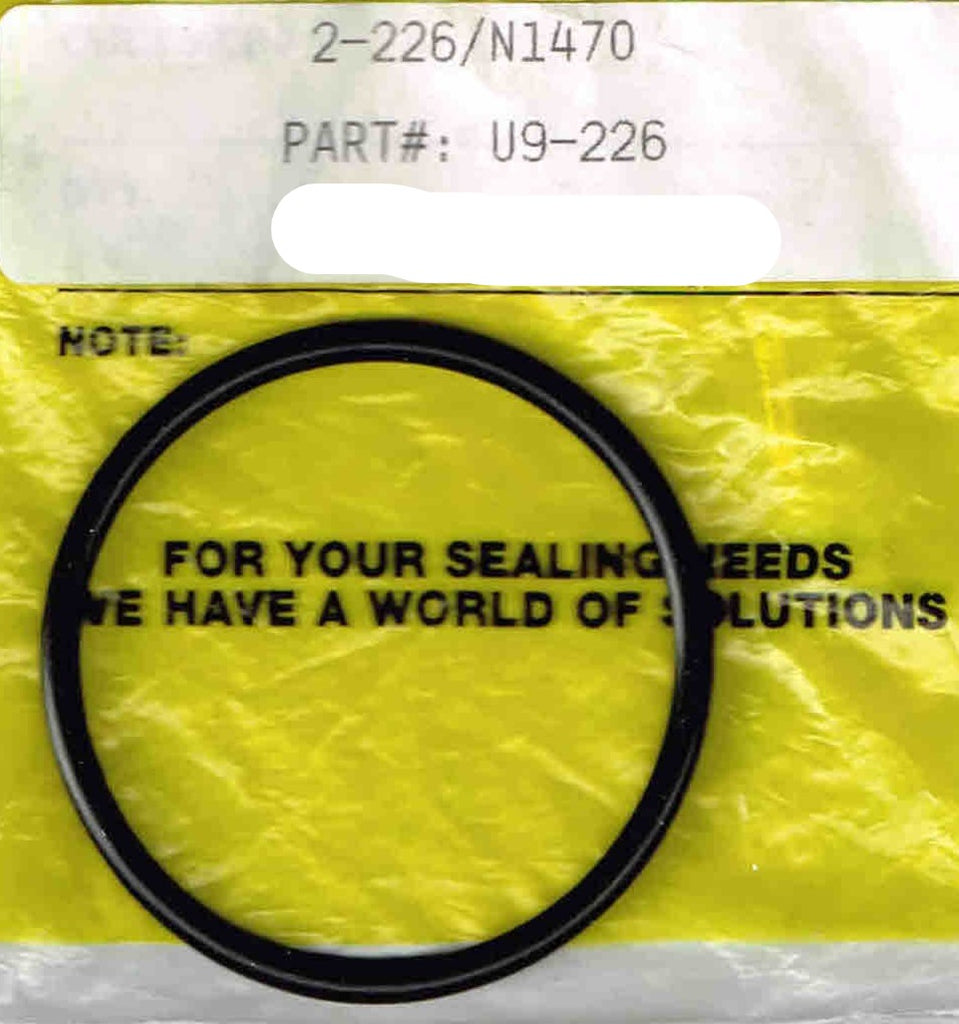 2-226/N1470
PART#: U9-226
NOTE:
FOR YOUR SEALING NEEDS
WE HAVE A WORLD OF SOLUTIONS